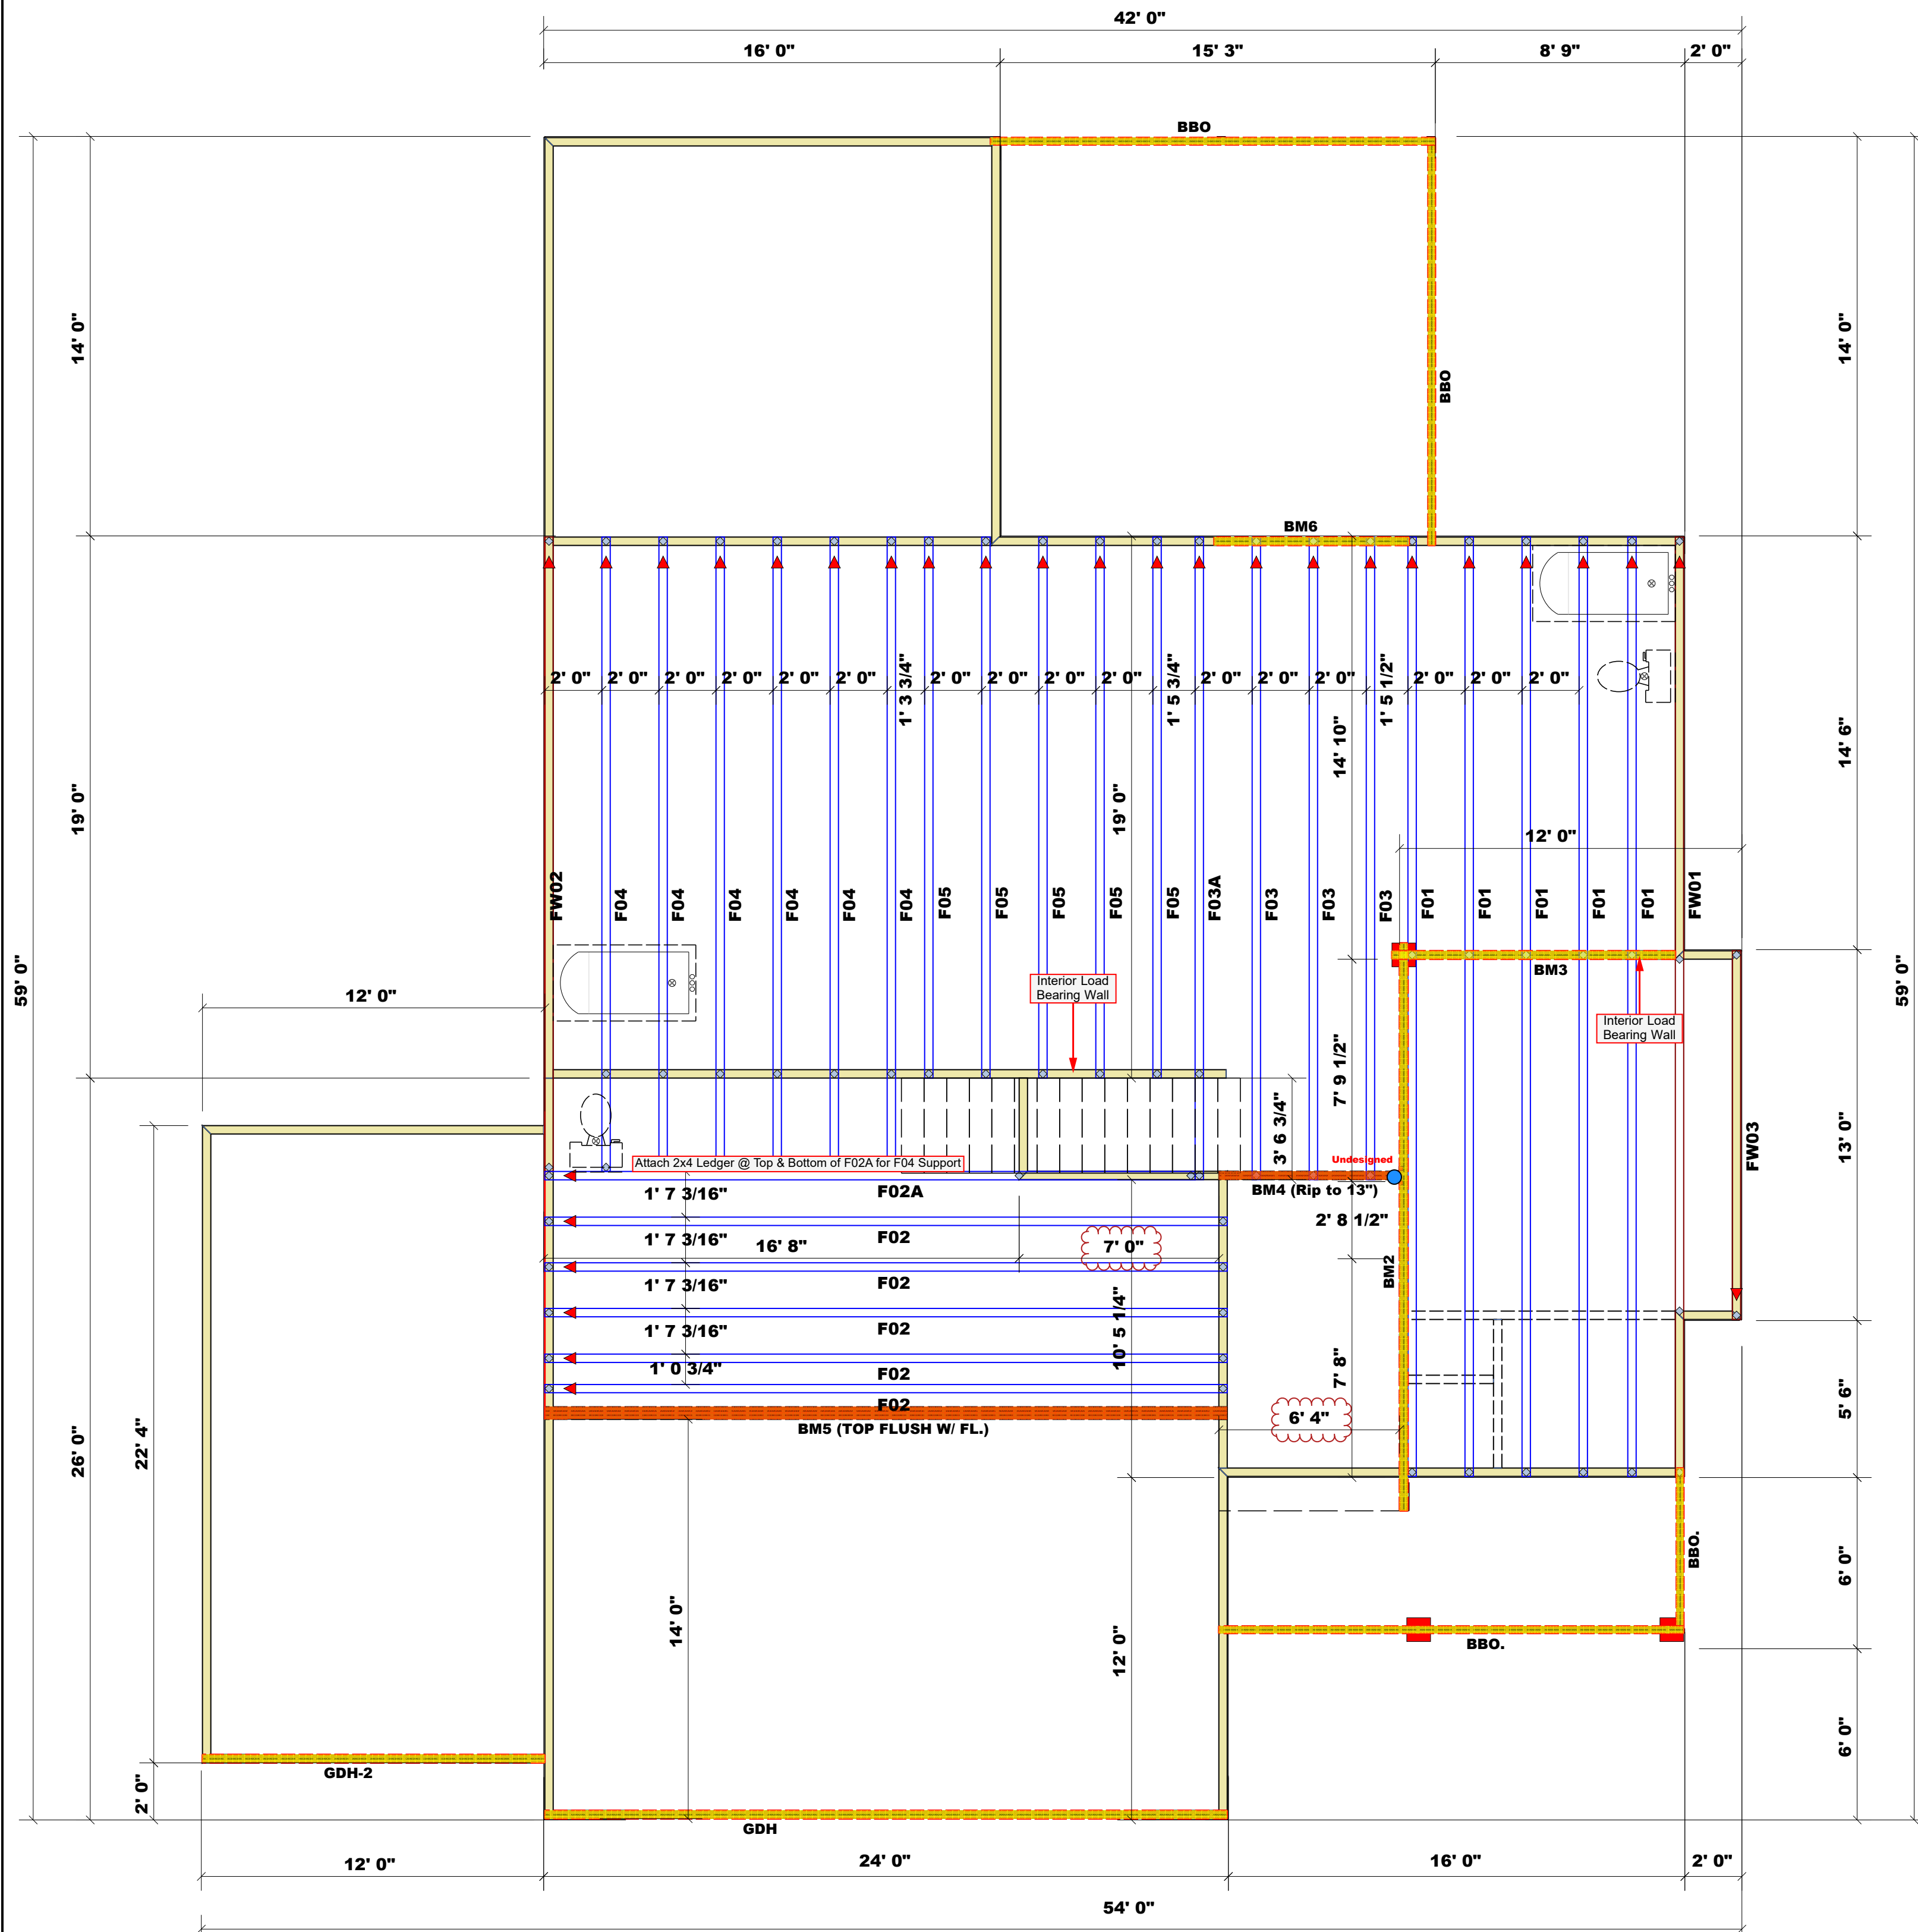 42' 0"
16' 0"
15' 3"
8' 9"
2' 0"
BBO
14' 0"
14' 0"
BBO
BM6
2' 0"
2' 0"
2' 0"
2' 0"
2' 0"
2' 0"
1' 3 3/4"
2' 0"
2' 0"
2' 0"
2' 0"
1' 5 3/4"
2' 0"
2' 0"
2' 0"
1' 5 1/2"
2' 0"
2' 0"
2' 0"
14' 10"
14' 6"
19' 0"
19' 0"
12' 0"
FW02
F04
F04
F04
F04
F04
F04
F05
F05
F05
F05
F05
F03A
F03
F03
F03
F01
F01
F01
F01
F01
FW01
59' 0"
59' 0"
12' 0"
Interior Load
Bearing Wall
BM3
Interior Load
Bearing Wall
7' 9 1/2"
3' 6 3/4"
13' 0"
FW03
Attach 2x4 Ledger @ Top & Bottom of F02A for F04 Support
Undesigned
BM4 (Rip to 13")
1' 7 3/16"
F02A
2' 8 1/2"
1' 7 3/16"
F02
16' 8"
7' 0"
BM2
1' 7 3/16"
F02
10' 5 1/4"
1' 7 3/16"
F02
1' 0 3/4"
F02
7' 8"
5' 6"
F02
BM5 (TOP FLUSH W/ FL.)
6' 4"
26' 0"
22' 4"
BBO.
6' 0"
14' 0"
12' 0"
BBO.
6' 0"
GDH-2
2' 0"
GDH
12' 0"
24' 0"
16' 0"
2' 0"
54' 0"